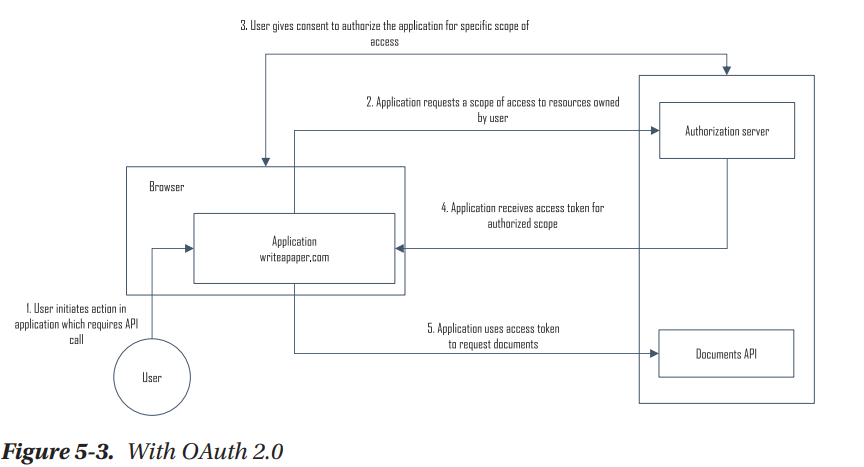 3. User gives consent to authorize the application for specific scope of
access
2. Application requests a scope of access to resources owned
by user
Authorization server
Browser
4. Application receives access token for
authorized scope
Application
writeapaper.com
1. User initiates action in
application which requires API
call
5. Application uses access token
to request documents
Documents API
User
Figure 5-3. With OAuth 2.0